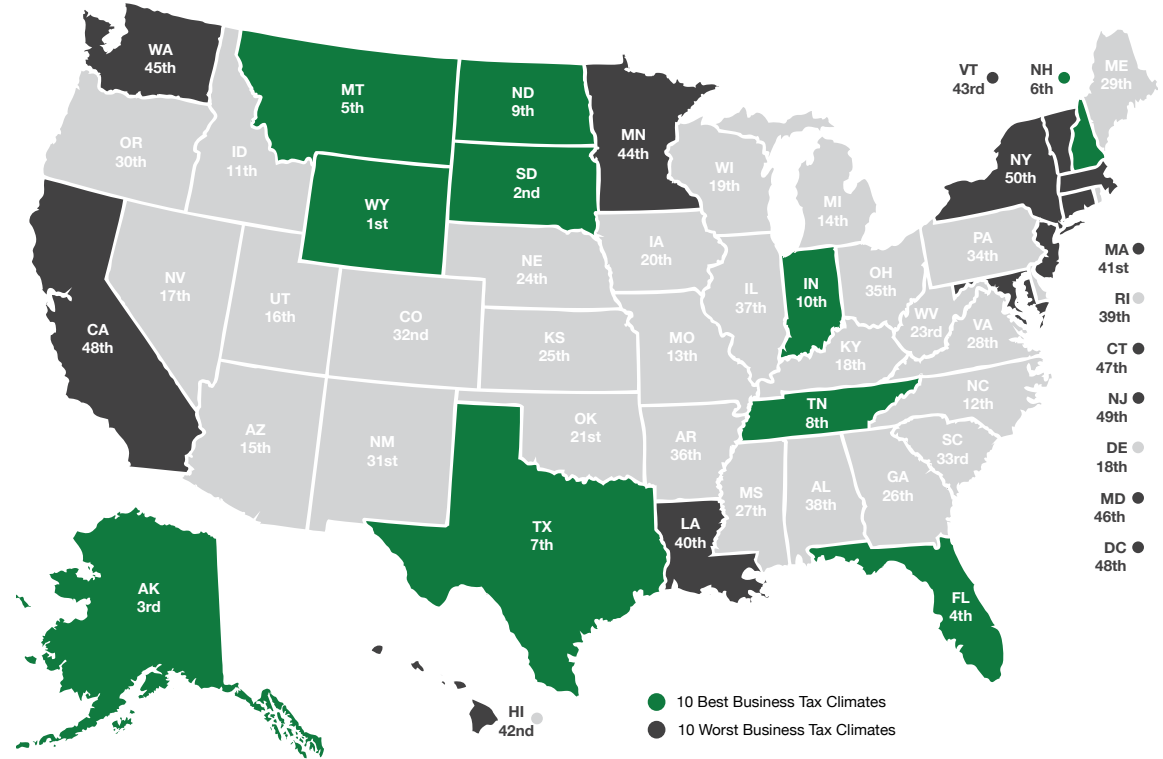 WA
45th
MT
5th
ND
9th
MN
44th
VT
43rd
NH
6th
ME
29th
OR
30th
ID
11th
SD
2nd
WI
19th
NY
50th
WY
1st
MI
14th
IA
20th
PA
34th
MA
41st
NE
24th
NV
17th
UT
16th
IL
37th
IN
10th
OH
35th
RI
39th
CA
48th
CO
32nd
WV
23rd
VA
28th
KS
25th
MO
13th
KY
18th
CT
47th
NC
12th
NJ
49th
AZ
15th
NM
31st
OK
21st
TN
8th
AR
36th
SC
33rd
DE
18th
MS
27th
AL
38th
GA
26th
MD
46th
TX
7th
LA
40th
DC
48th
AK
3rd
FL
4th
HI
42nd
10 Best Business Tax Climates
10 Worst Business Tax Climates